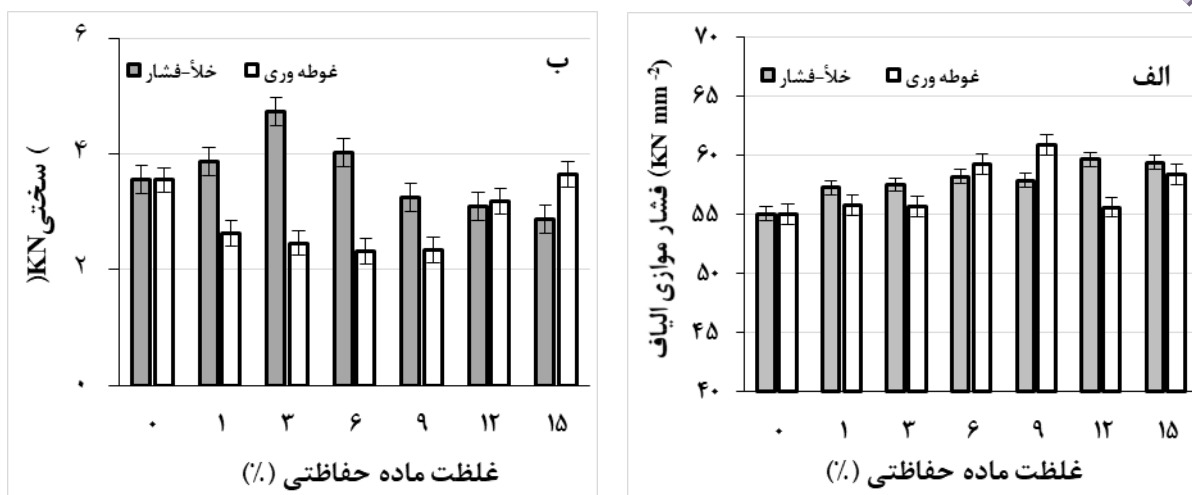 الف
خلأ-فشار
غوطه وری
فشار موازی الیاف (KN mm -2)
۷۰
۶۵
۶۰
۵۵
۵۰
۴۵
۴۰
۰ ۱ ۳ ۶ ۹ ۱۲ ۱۵
غلظت ماده حفاظتی (٪)
ب
خلأ-فشار
غوطه وری
) سختیKN(
۶
۴
۲
۰
۰ ۱ ۳ ۶ ۹ ۱۲ ۱۵
غلظت ماده حفاظتی (٪)